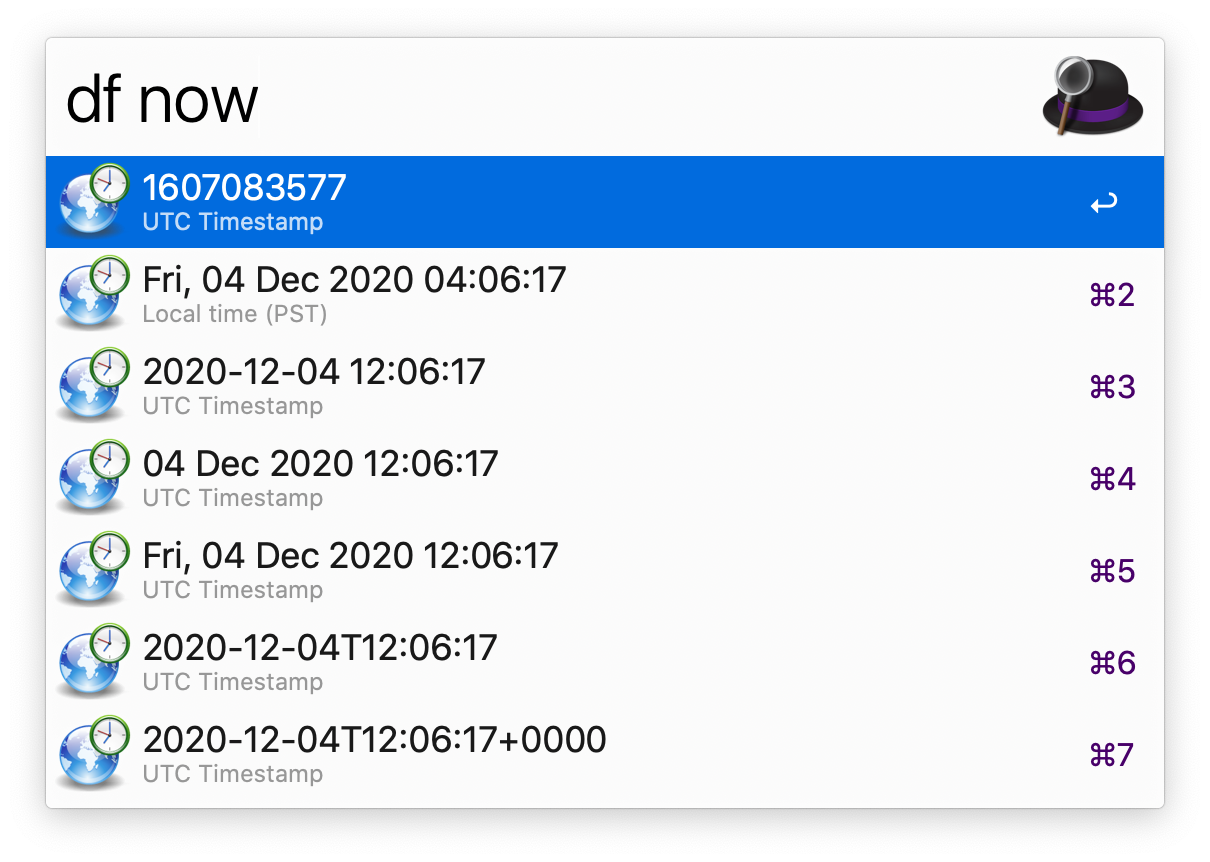 df now
1607083577
UTC Timestamp
↩
Fri, 04 Dec 2020 04:06:17
Local time (PST)
⌘2
2020-12-04 12:06:17
UTC Timestamp
⌘3
04 Dec 2020 12:06:17
UTC Timestamp
⌘4
Fri, 04 Dec 2020 12:06:17
UTC Timestamp
⌘5
2020-12-04T12:06:17
UTC Timestamp
⌘6
2020-12-04T12:06:17+0000
UTC Timestamp
⌘7